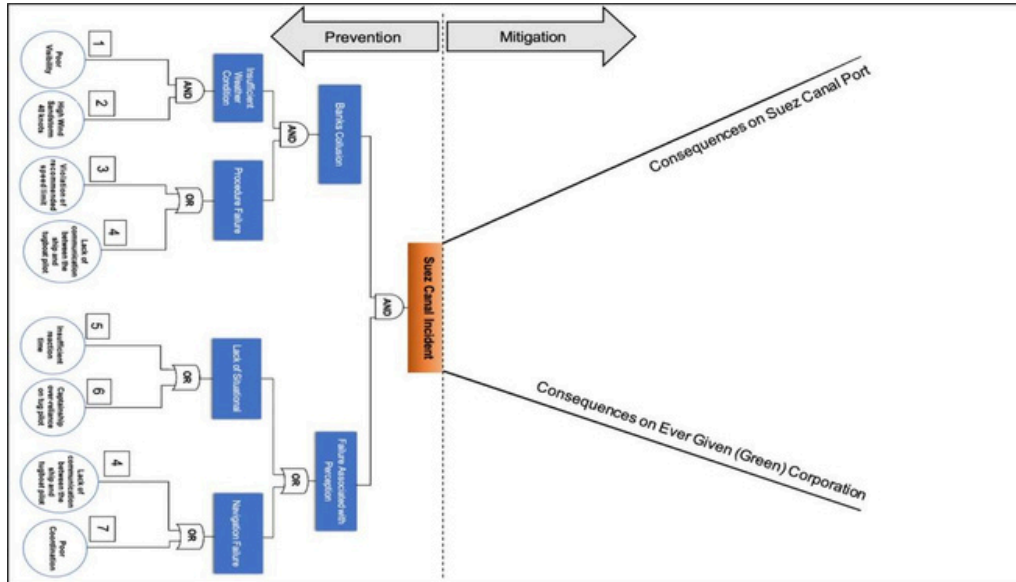 Prevention
Mitigation
Consequences on Suez Canal Port
Consequences on Ever Given (Green) Corporation
Suez Canal Incident
AND
Banks Collusion
Failure Associated with
Perception
AND
OR
Insufficient
Weather
Condition
Procedure Failure
Lack of Situational
Navigation Failure
AND
OR
OR
OR
1
Poor
Visibility
2
High Wind
Sandstorm
40 knots
3
Violation of
recommended
speed limit
4
Lack of
communication
between the
ship and
tugboat pilot
5
Insufficient
reaction
time
6
Captainship
over-reliance
on tug pilot
4
Lack of
communication
between the
ship and
tugboat pilot
7
Poor
Coordination